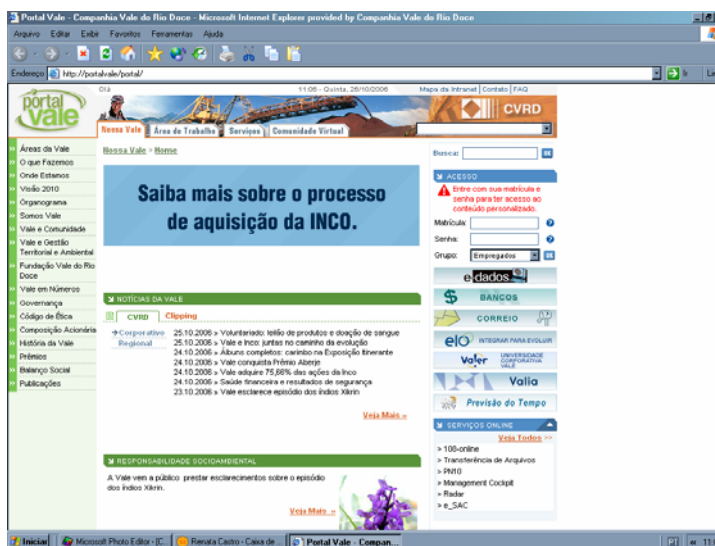 Portal Vale - Companhia Vale do Rio Doce - Microsoft Internet Explorer provided by Companhia Vale do Rio Doce
Arquivo Editar Exibir Favoritos Ferramentas Ajuda
Endereço http://portalvale/portal/
Ir
portal vale
Olá
11:06 - Quinta, 26/10/2006
Mapa da Intranet | Contato | FAQ
CVRD
Nossa Vale Área de Trabalho Serviços Comunidade Virtual
Áreas da Vale
O que Fazemos
Onde Estamos
Visão 2010
Organograma
Somos Vale
Vale e Comunidade
Vale e Gestão
Territorial e Ambiental
Fundação Vale do Rio
Doce
Vale em Números
Governança
Código de Ética
Composição Acionária
História da Vale
Prêmios
Balanço Social
Publicações
Nossa Vale > Home
Saiba mais sobre o processo
de aquisição da INCO.
NOTÍCIAS DA VALE
CVRD Clipping
Corporativo
Regional
25.10.2006 » Voluntariado: leilão de produtos e doação de sangue
25.10.2006 » Vale e Inco: juntas no caminho da evolução
24.10.2006 » Álbuns completos: carimbo na Exposição Itinerante
24.10.2006 » Vale conquista Prêmio Aberje
24.10.2006 » Vale adquire 75,66% das ações da Inco
24.10.2006 » Saúde financeira e resultados de segurança
23.10.2006 » Vale esclarece episódio dos índios Xikrin
Veja Mais »
RESPONSABILIDADE SOCIOAMBIENTAL
A Vale vem a público prestar esclarecimentos sobre o episódio
dos índios Xikrin.
Veja Mais »
Busca: OK
ACESSO
Entre com sua matrícula e
senha para ter acesso ao
conteúdo personalizado.
Matrícula:
Senha:
Grupo: Empregados OK
e-dados
BANCOS
CORREIO
elo INTEGRAR PARA EVOLUIR
Valer UNIVERSIDADE
CORPORATIVA
VALE
Valia
Previsão do Tempo
SERVIÇOS ONLINE
Veja Todos >>
> 108-online
> Transferência de Arquivos
> PN10
> Management Cockpit
> Radar
> e_SAC
Iniciar
Microsoft Photo Editor - [C...
Renata Castro - Caixa de ...
Portal Vale - Compan...